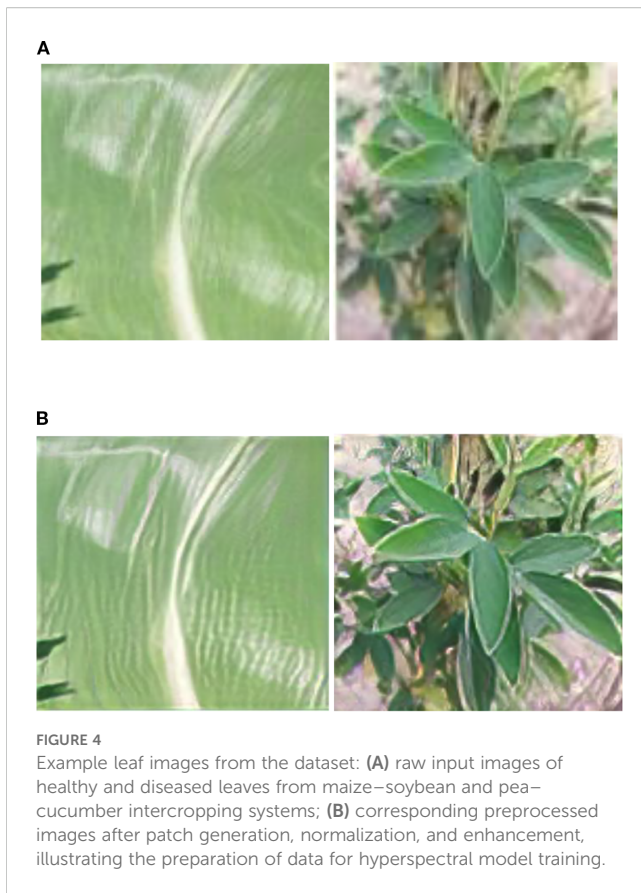 A
B
FIGURE 4
Example leaf images from the dataset: (A) raw input images of
healthy and diseased leaves from maize–soybean and pea–
cucumber intercropping systems; (B) corresponding preprocessed
images after patch generation, normalization, and enhancement,
illustrating the preparation of data for hyperspectral model training.